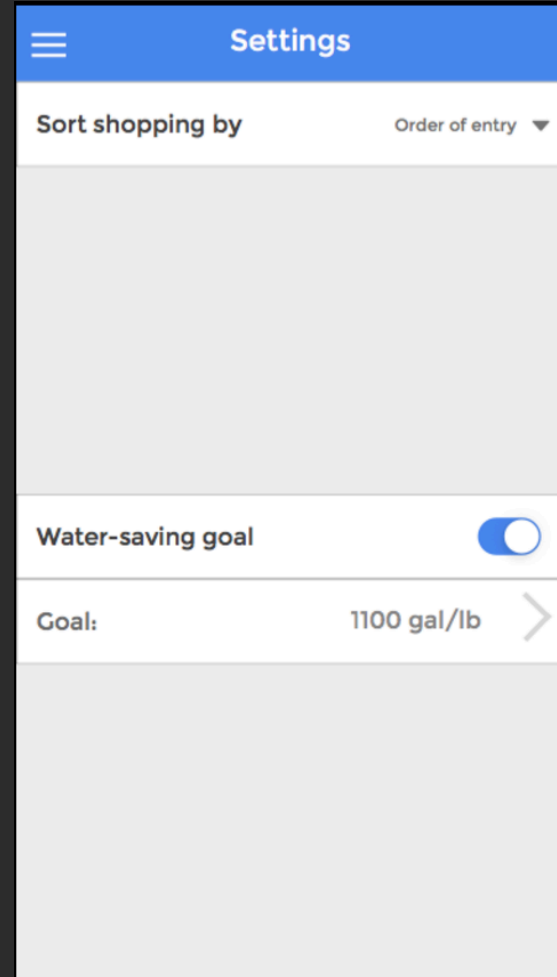 Settings
Sort shopping by Order of entry
Water-saving goal
Goal: 1100 gal/lb